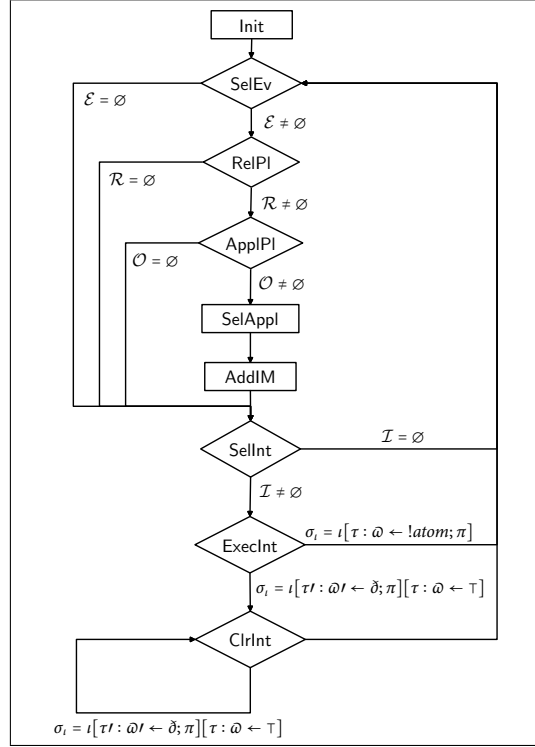 Init
SelEv
ℰ = ∅
ℰ ≠ ∅
RelPl
ℛ = ∅
ℛ ≠ ∅
ApplPl
𝒪 = ∅
𝒪 ≠ ∅
SelAppl
AddIM
SelInt
ℐ = ∅
ℐ ≠ ∅
ExecInt
σι = ι[τ : ϖ ← !atom; π]
σι = ι[τ′ : ϖ′ ← ð; π][τ : ϖ ← ⊤]
ClrInt
σι = ι[τ′ : ϖ′ ← ð; π][τ : ϖ ← ⊤]